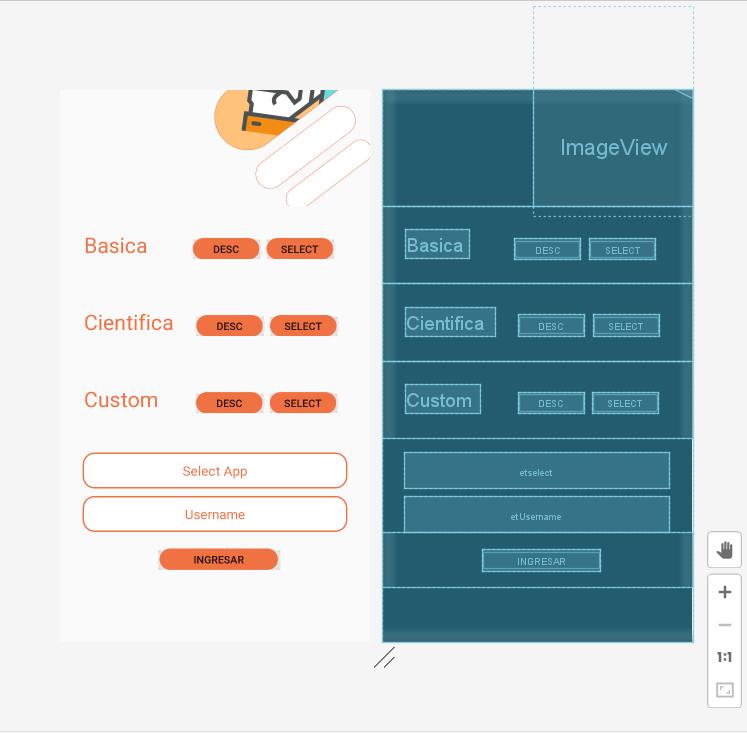 ImageView
Basica DESC SELECT
Basica DESC SELECT
Cientifica DESC SELECT
Cientifica DESC SELECT
Custom DESC SELECT
Custom DESC SELECT
Select App
etselect
Username
etUsername
INGRESAR
INGRESAR
1:1